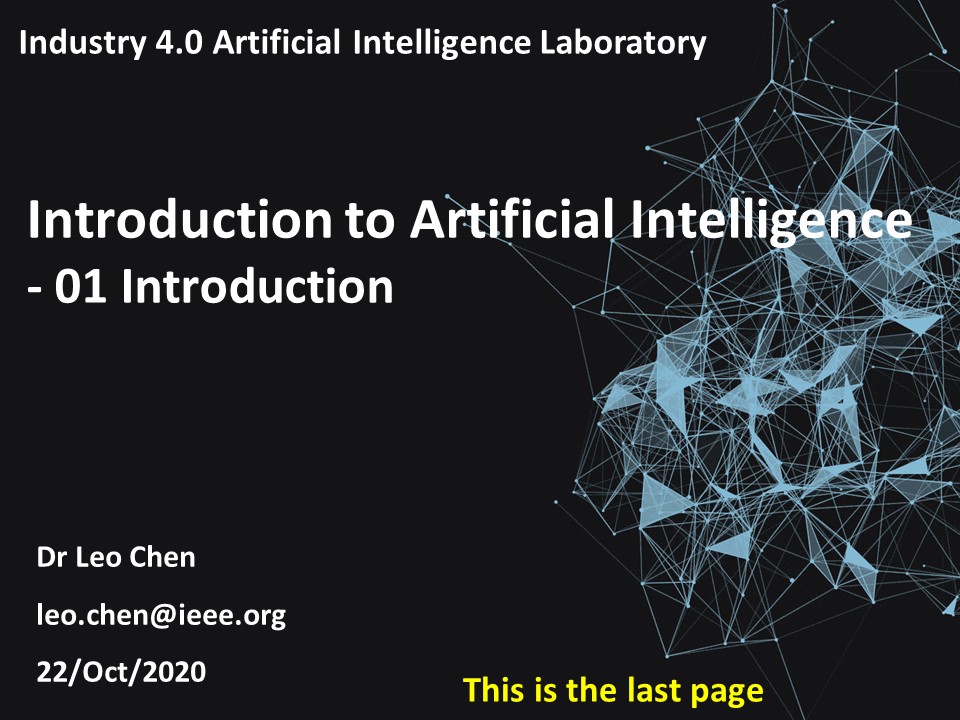 Industry 4.0 Artificial Intelligence Laboratory
Introduction to Artificial Intelligence
- 01 Introduction
Dr Leo Chen
leo.chen@ieee.org
22/Oct/2020
This is the last page